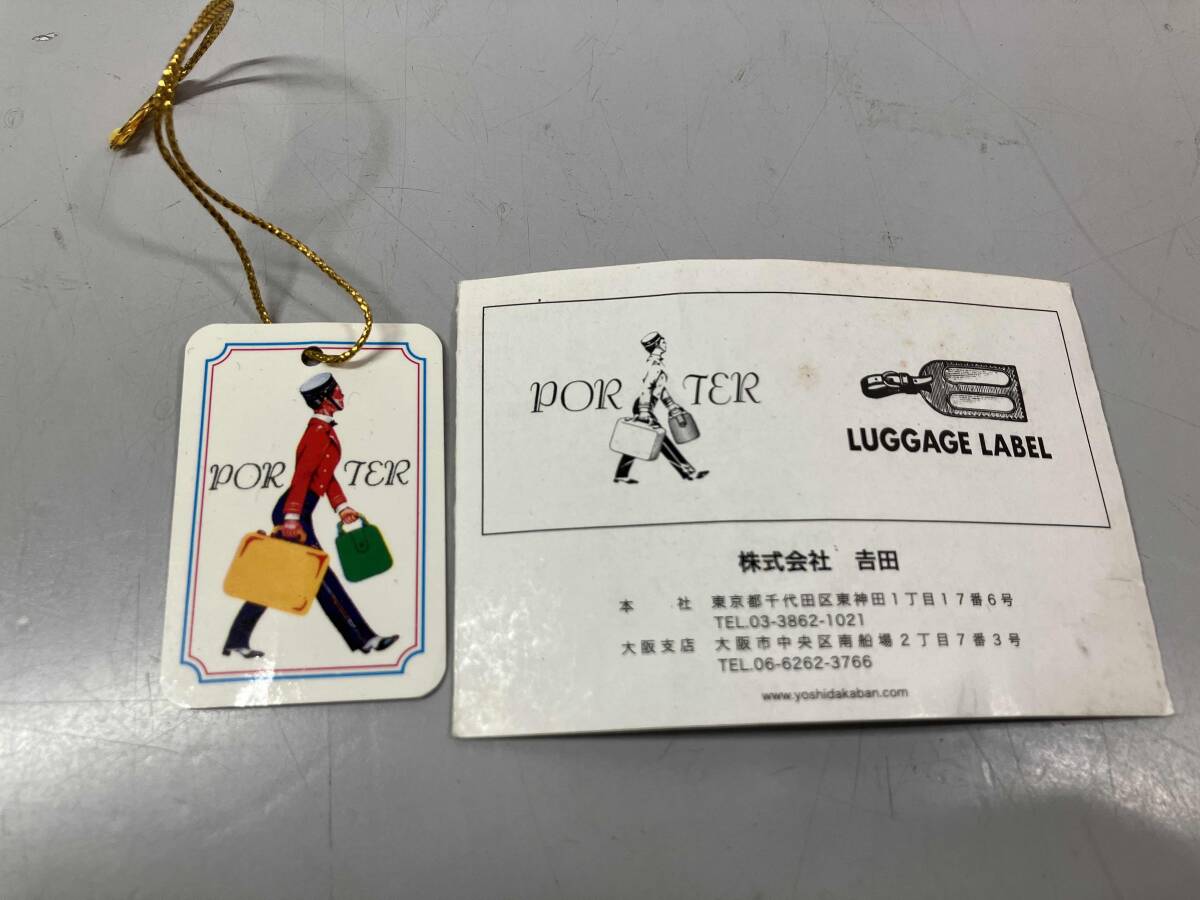 POR TER
POR TER
LUGGAGE LABEL
株式会社 𠮷田
本 社 東京都千代田区東神田1丁目17番6号
TEL.03-3862-1021
大阪支店 大阪市中央区南船場2丁目7番3号
TEL.06-6262-3766
www.yoshidakaban.com